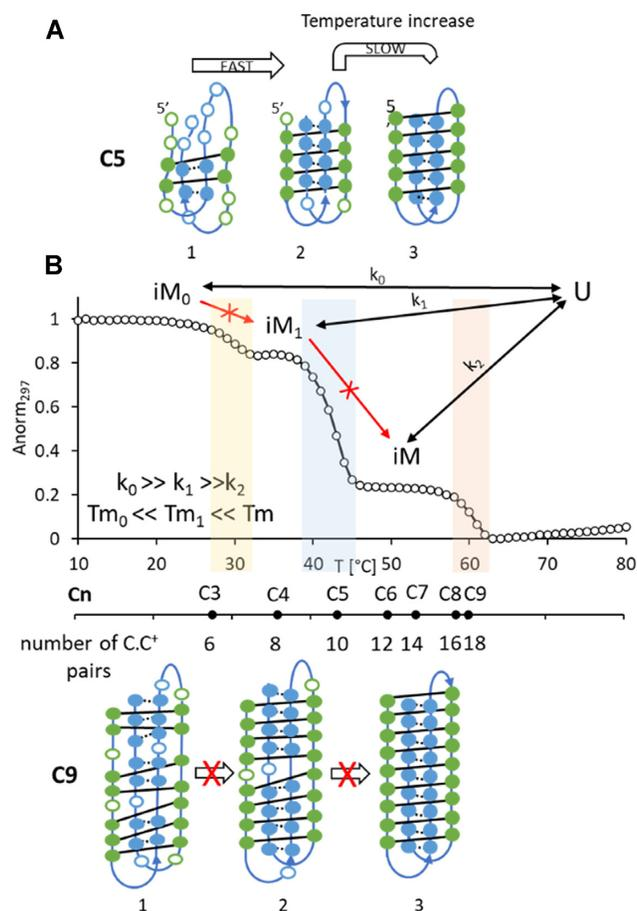 A
Temperature increase
FAST
SLOW
5'
5'
5'
C5
1
2
3
B
iM0
k0
U
iM1
k1
k2
iM
Anorm297
1
0.8
0.6
0.4
0.2
0
k0 >> k1 >>k2
Tm0 << Tm1 << Tm
10
20
30
40
50
60
70
80
T [°C]
Cn
C3
C4
C5
C6
C7
C8
C9
number of C.C+
pairs
6
8
10
12
14
16
18
C9
1
2
3